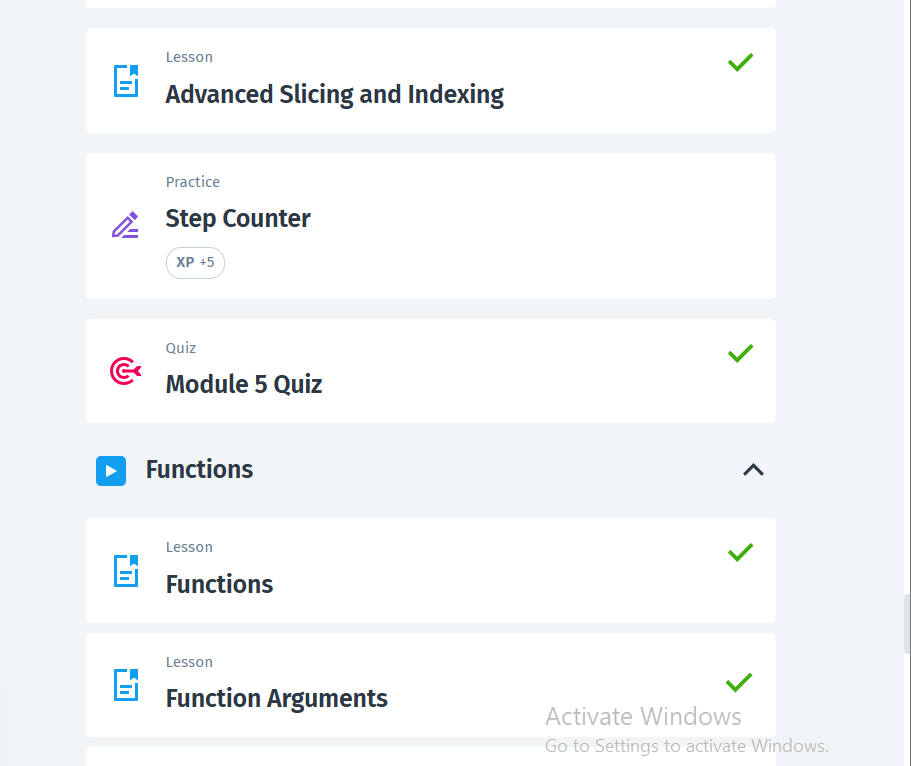 Lesson
Advanced Slicing and Indexing
Practice
Step Counter
XP +5
Quiz
Module 5 Quiz
Functions
Lesson
Functions
Lesson
Function Arguments
Activate Windows
Go to Settings to activate Windows.